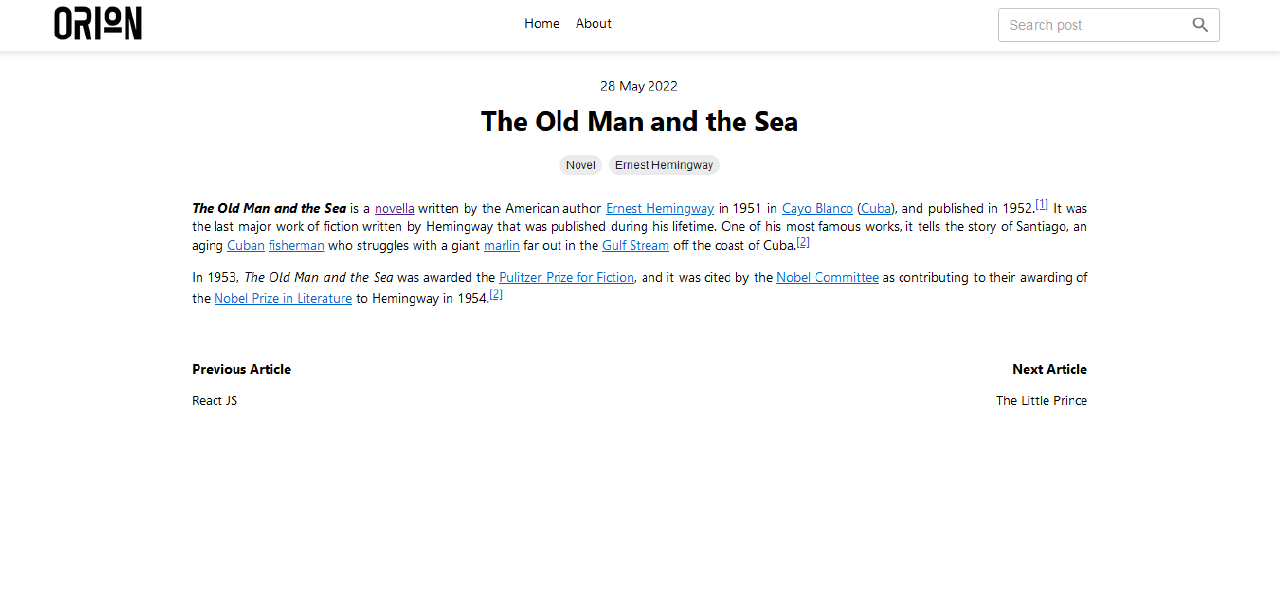 ORION
Home About
Search post
28 May 2022
The Old Man and the Sea
Novel Ernest Hemingway
The Old Man and the Sea is a novella written by the American author Ernest Hemingway in 1951 in Cayo Blanco (Cuba), and published in 1952.[1] It was
the last major work of fiction written by Hemingway that was published during his lifetime. One of his most famous works, it tells the story of Santiago, an
aging Cuban fisherman who struggles with a giant marlin far out in the Gulf Stream off the coast of Cuba.[2]
In 1953, The Old Man and the Sea was awarded the Pulitzer Prize for Fiction, and it was cited by the Nobel Committee as contributing to their awarding of
the Nobel Prize in Literature to Hemingway in 1954.[2]
Previous Article Next Article
React JS The Little Prince